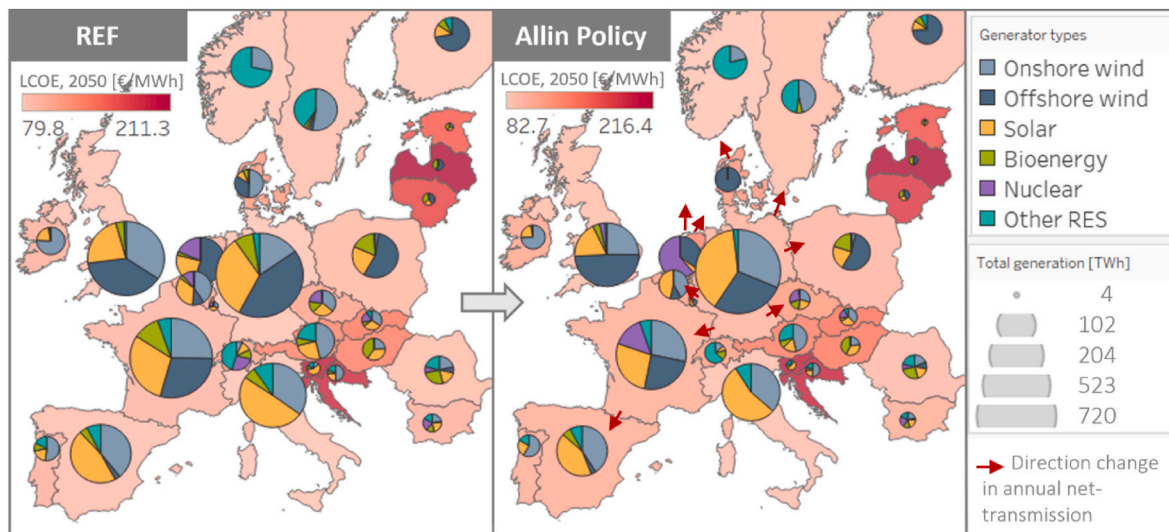 REF
LCOE, 2050 [€/MWh]
79.8 211.3
Allin Policy
LCOE, 2050 [€/MWh]
82.7 216.4
Generator types
Onshore wind
Offshore wind
Solar
Bioenergy
Nuclear
Other RES
Total generation [TWh]
4
102
204
523
720
Direction change
in annual net-
transmission